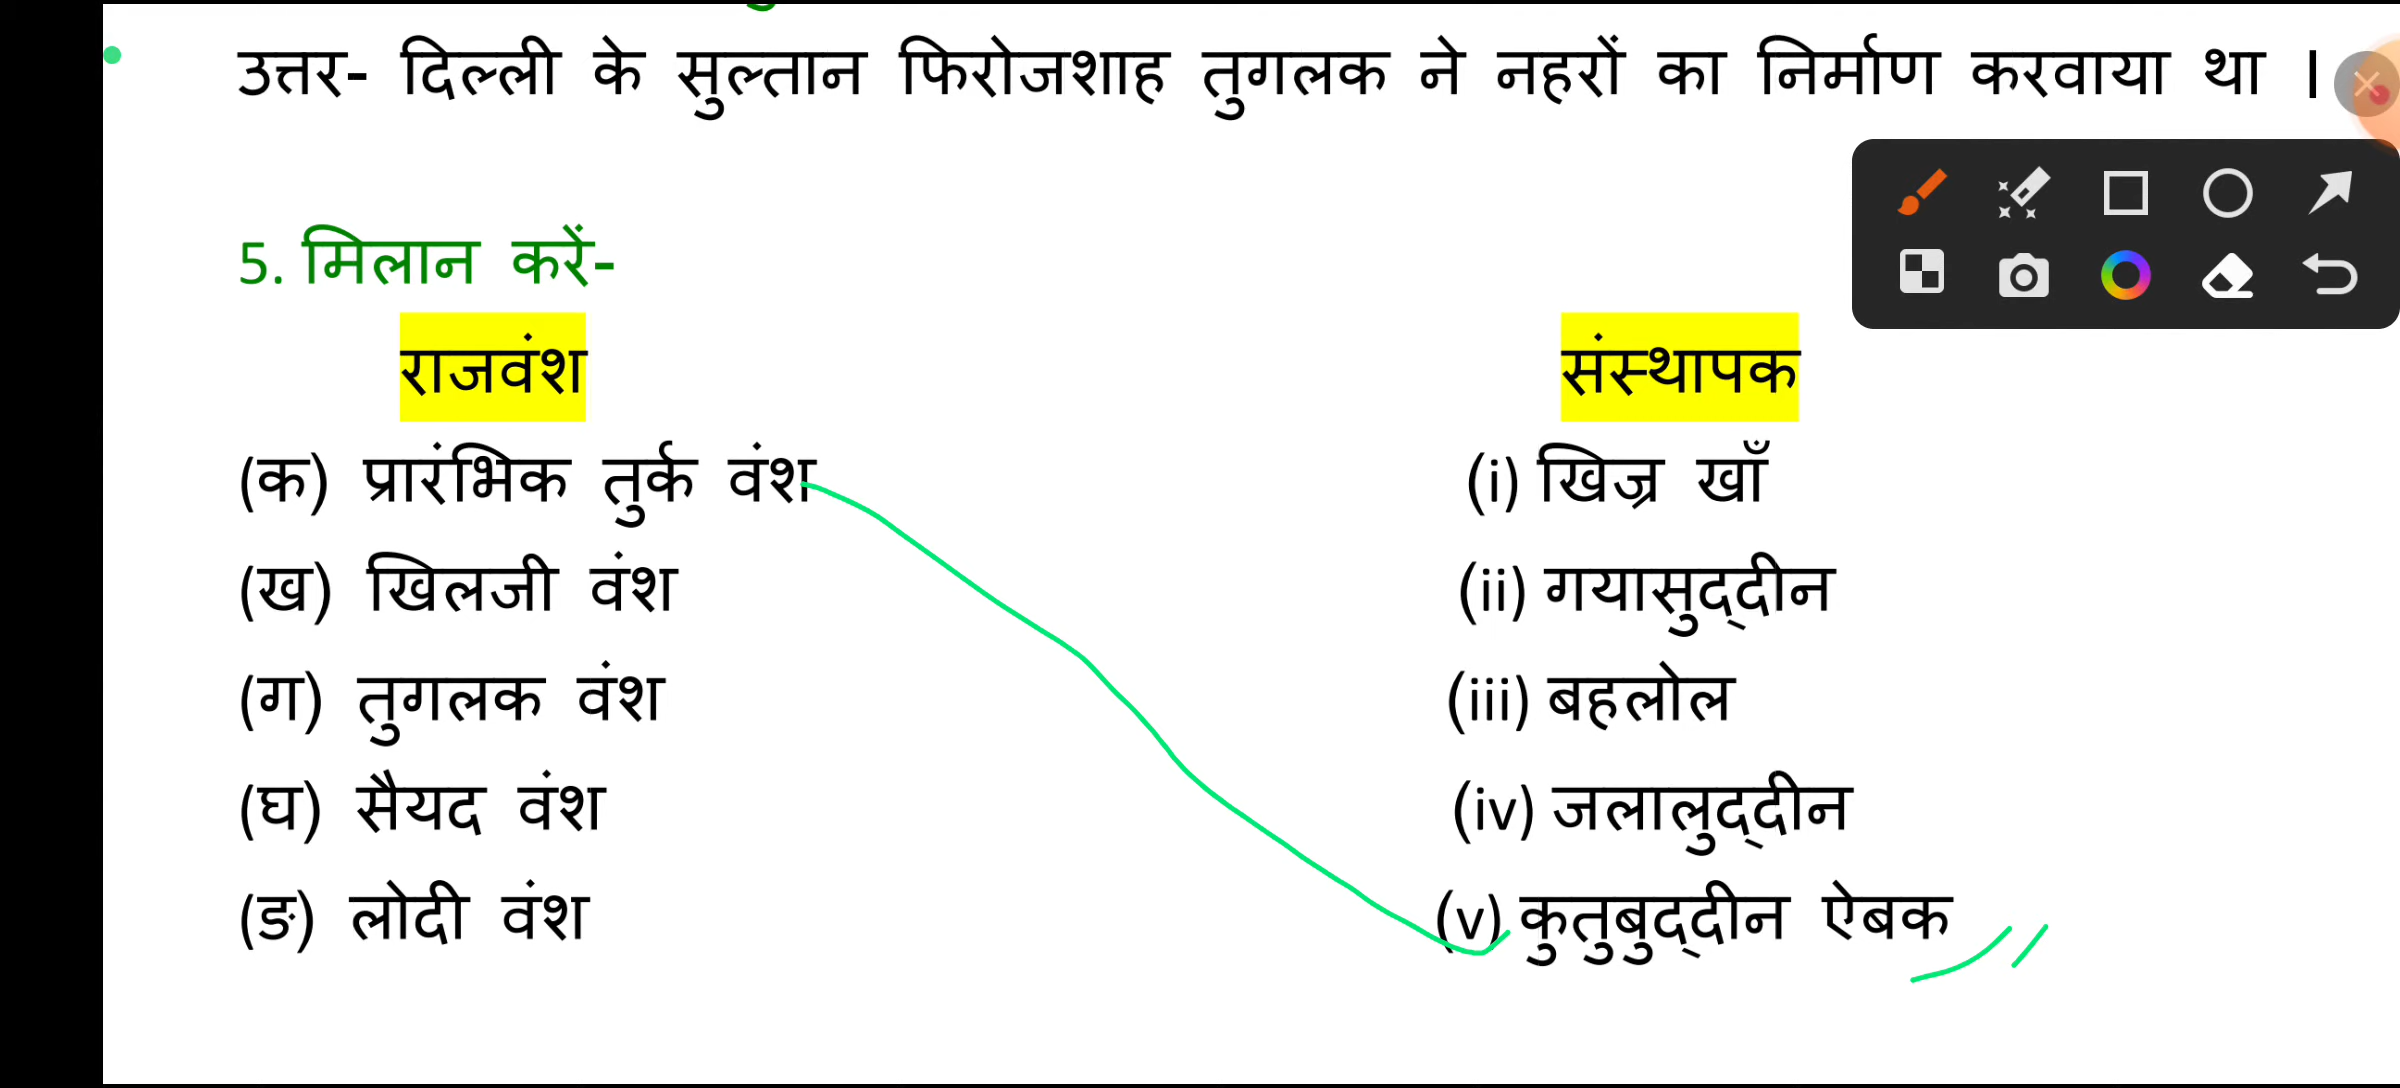 उत्तर- दिल्ली के सुल्तान फिरोजशाह तुगलक ने नहरों का निर्माण करवाया था |
5. मिलान करें-
राजवंश संस्थापक
(क) प्रारंभिक तुर्क वंश (i) खिज्र खाँ
(ख) खिलजी वंश (ii) गयासुद्दीन
(ग) तुगलक वंश (iii) बहलोल
(घ) सैयद वंश (iv) जलालुद्दीन
(ङ) लोदी वंश (v) कुतुबुद्दीन ऐबक